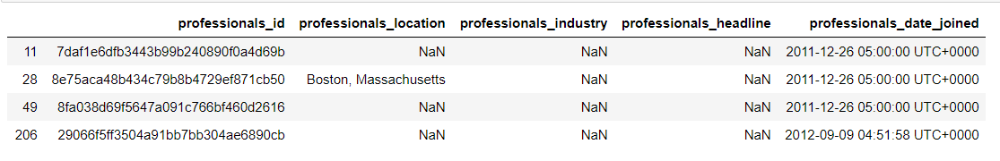 professionals_id professionals_location professionals_industry professionals_headline professionals_date_joined
11 7daf1e6dfb3443b99b240890f0a4d69b NaN NaN NaN 2011-12-26 05:00:00 UTC+0000
28 8e75aca48b434c79b8b4729ef871cb50 Boston, Massachusetts NaN NaN 2011-12-26 05:00:00 UTC+0000
49 8fa038d69f5647a091c766bf460d2616 NaN NaN NaN 2011-12-26 05:00:00 UTC+0000
206 29066f5ff3504a91bb7bb304ae6890cb NaN NaN NaN 2012-09-09 04:51:58 UTC+0000